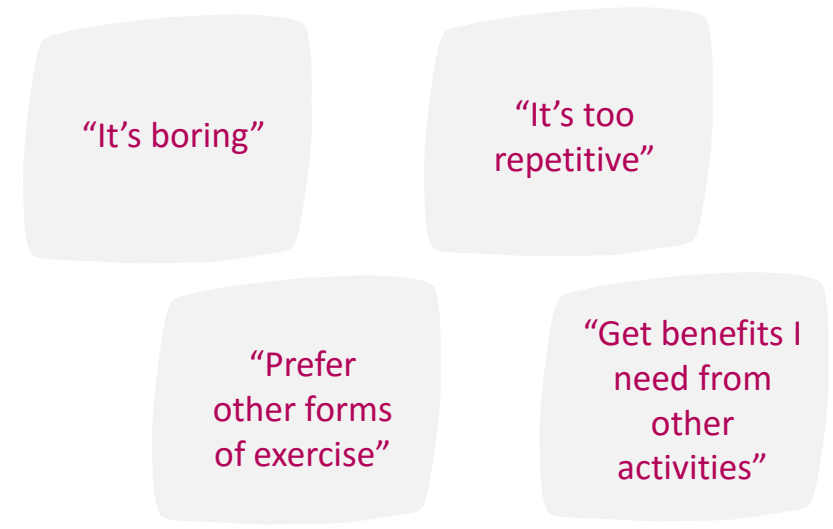 “It’s boring”
“It’s too
repetitive”
“Prefer
other forms
of exercise”
“Get benefits I
need from
other
activities”